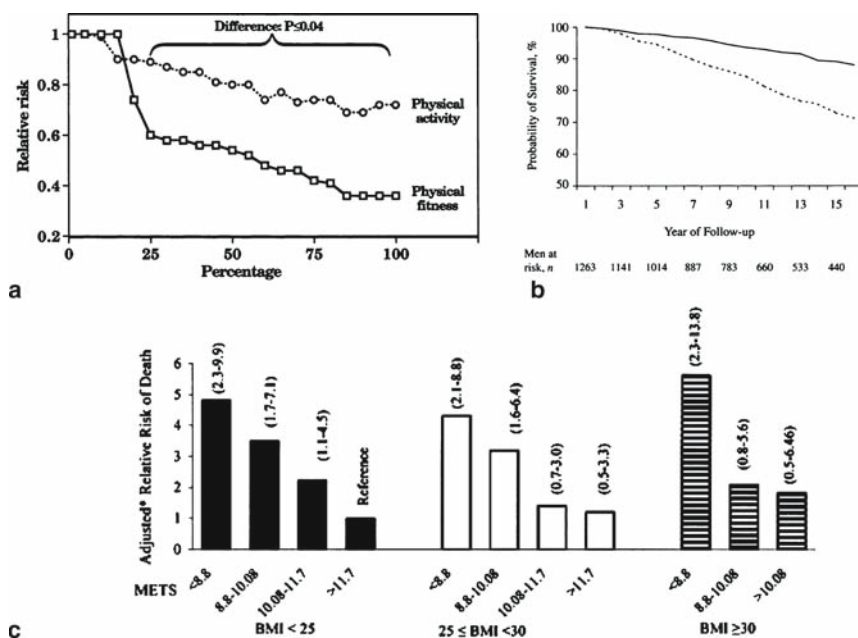 Difference: P≤0.04
1
0.8
0.6
0.4
0.2
Relative risk
Physical
activity
Physical
fitness
0 25 50 75 100
Percentage
a
100
90
80
70
60
50
Probability of Survival, %
1 3 5 7 9 11 13 15
Year of Follow-up
Men at
risk, n 1263 1141 1014 887 783 660 533 440
b
6
5
4
3
2
1
0
Adjusted* Relative Risk of Death
(2.3-9.9)
(1.7-7.1)
(1.1-4.5)
Reference
(2.1-8.8)
(1.6-6.4)
(0.7-3.0)
(0.5-3.3)
(2.3-13.8)
(0.8-5.6)
(0.5-6.46)
METS <8.8 8.8-10.08 10.08-11.7 >11.7 <8.8 8.8-10.08 10.08-11.7 >11.7 <8.8 8.8-10.08 >10.08
BMI < 25 25 ≤ BMI <30 BMI ≥30
c